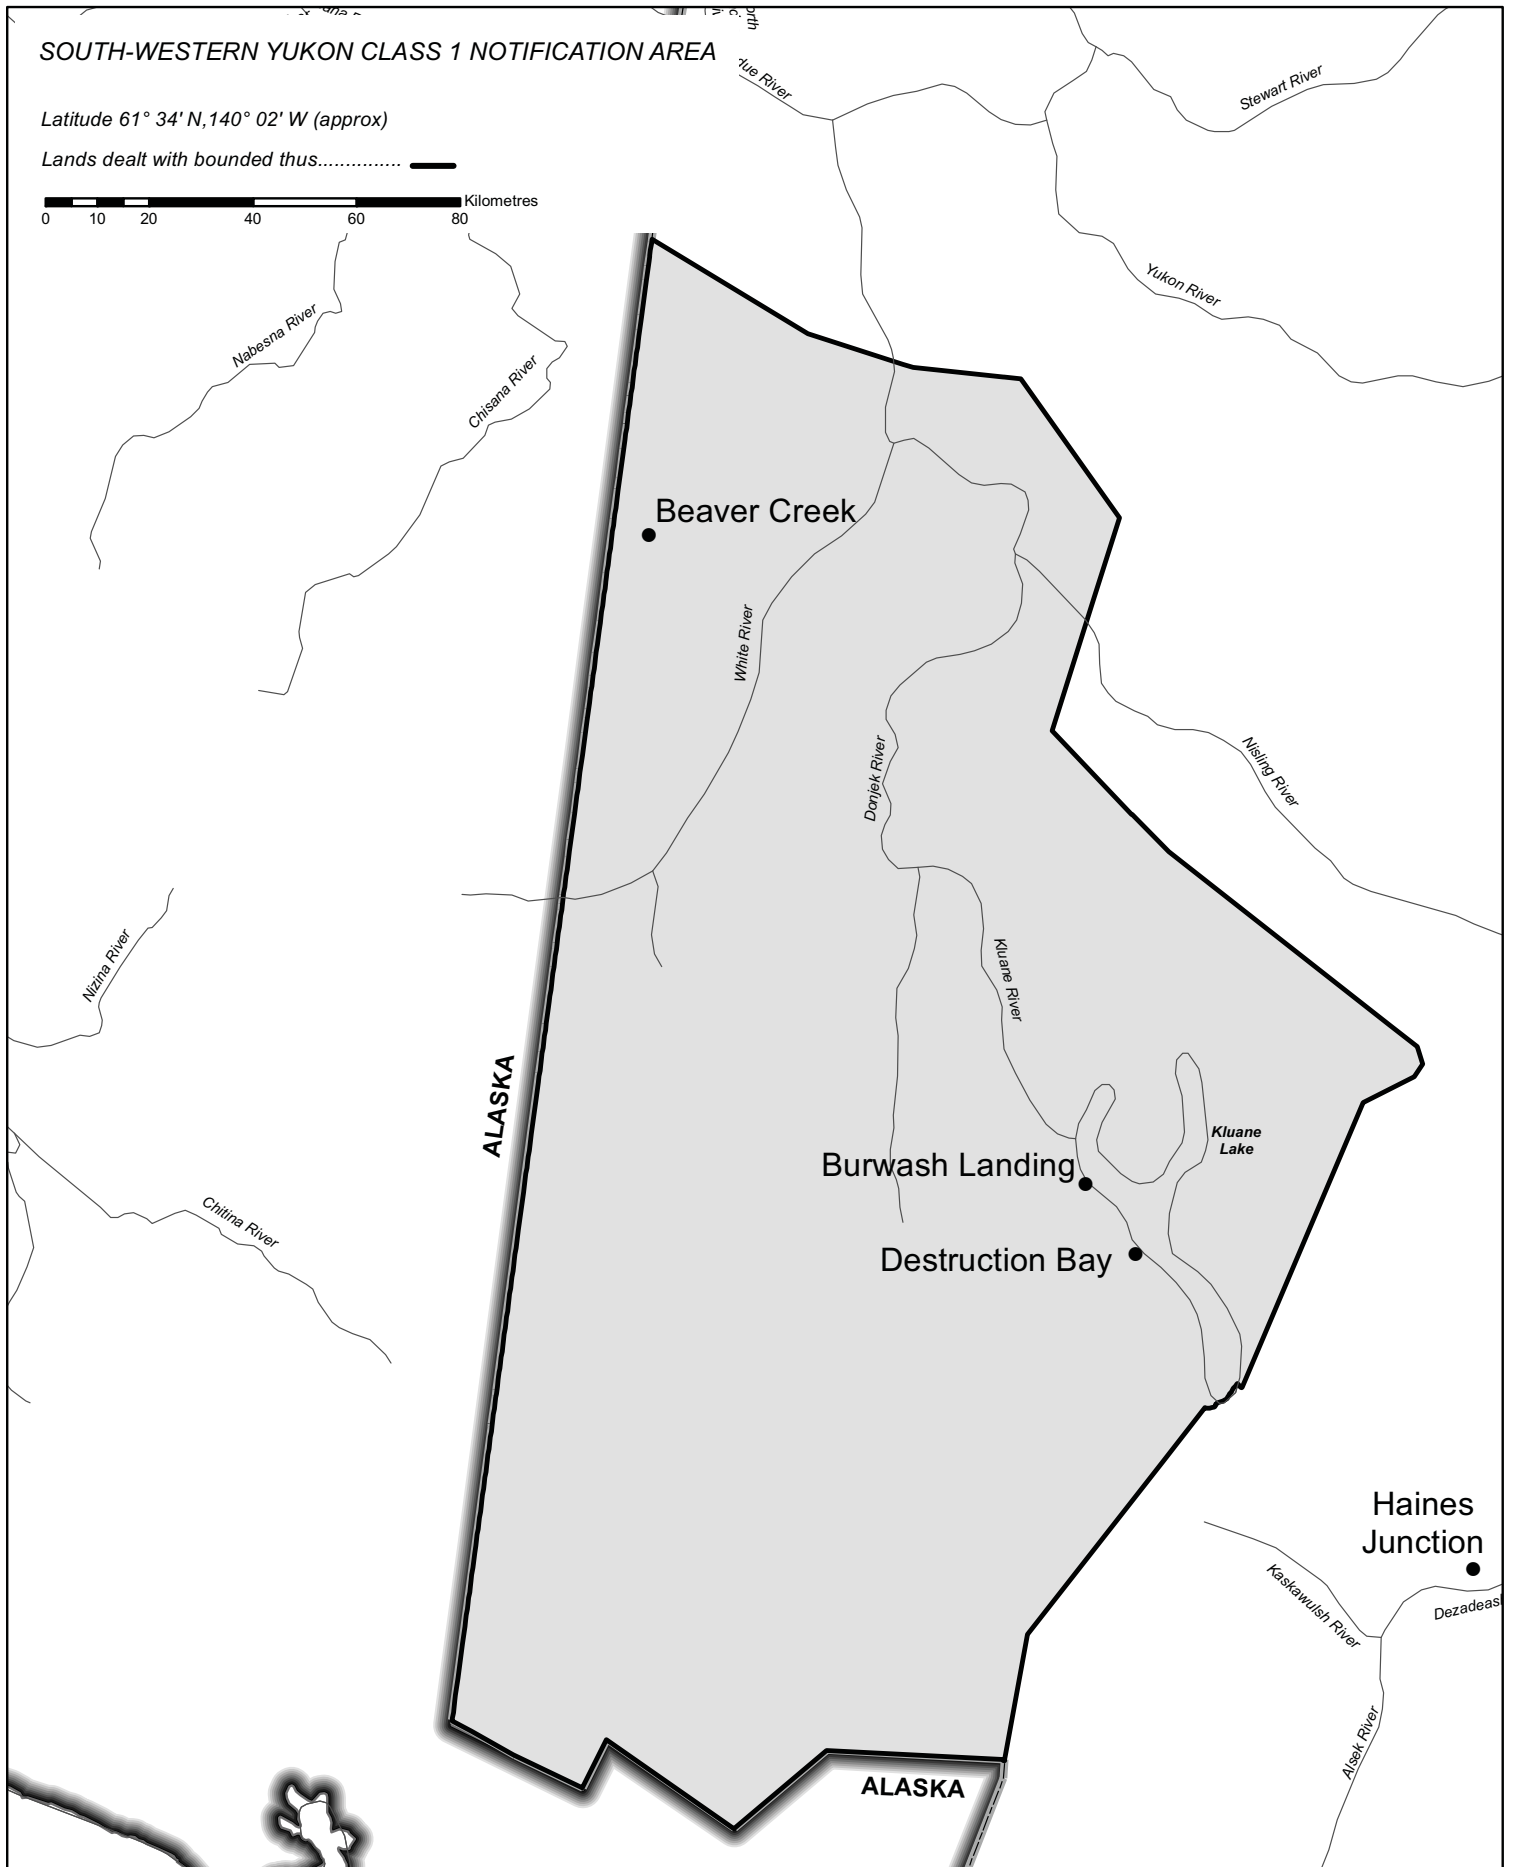 SOUTH-WESTERN YUKON CLASS 1 NOTIFICATION AREA
Latitude 61° 34' N,140° 02' W (approx)
Lands dealt with bounded thus...............
Kilometres
0 10 20 40 60 80
River
Stewart River
Yukon River
Nabesna River
Chisana River
Beaver Creek
White River
Donjek River
Nisling River
Kluane River
Nizina River
ALASKA
Kluane
Lake
Burwash Landing
Destruction Bay
Chitina River
Haines
Junction
Kaskawulsh River
Dezadeas
Alsek River
ALASKA